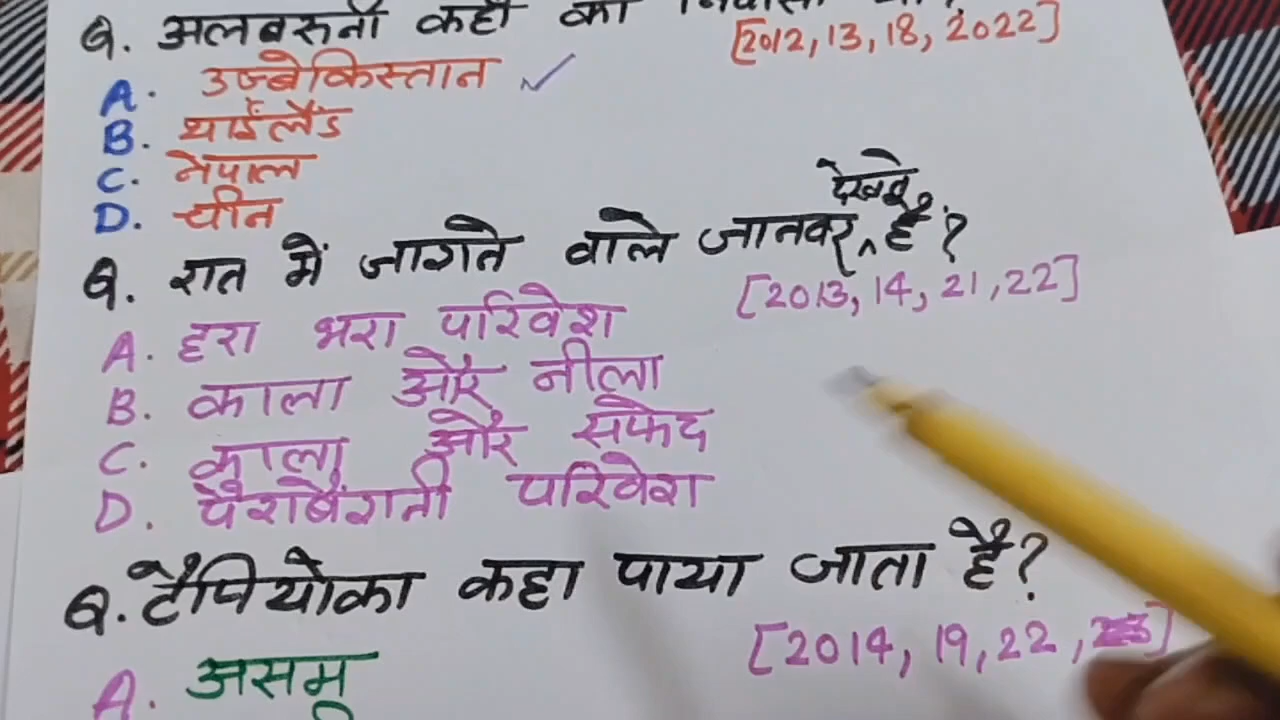 Q. अलबरूनी कहाँ का निवासी था?
[2012, 13, 18, 2022]
A. उज्बेकिस्तान ✓
B. थाईलैंड
C. नेपाल
D. चीन
देखते
Q. रात में जागते वाले जानवर ^ है?
[2013, 14, 21, 22]
A. हरा भरा परिवेश
B. काला और नीला
C. काला और सफेद
D. परिवेश
Q. टैपियोका कहा पाया जाता है?
[2014, 19, 22,
A. असम